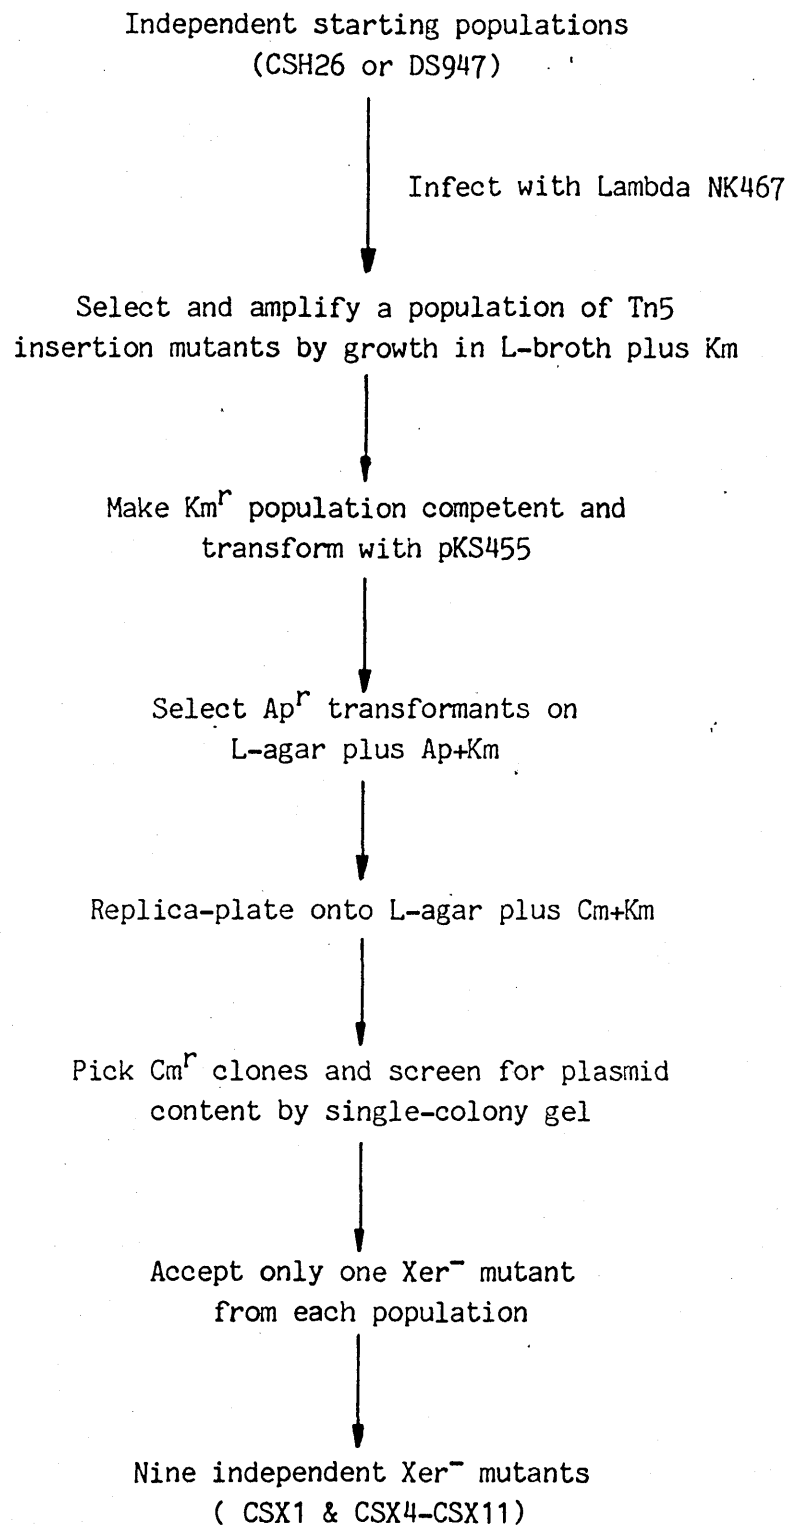 Independent starting populations
(CSH26 or DS947)
Infect with Lambda NK467
Select and amplify a population of Tn5
insertion mutants by growth in L-broth plus Km
Make Kmʳ population competent and
transform with pKS455
Select Apʳ transformants on
L-agar plus Ap+Km
Replica-plate onto L-agar plus Cm+Km
Pick Cmʳ clones and screen for plasmid
content by single-colony gel
Accept only one Xer⁻ mutant
from each population
Nine independent Xer⁻ mutants
( CSX1 & CSX4-CSX11)